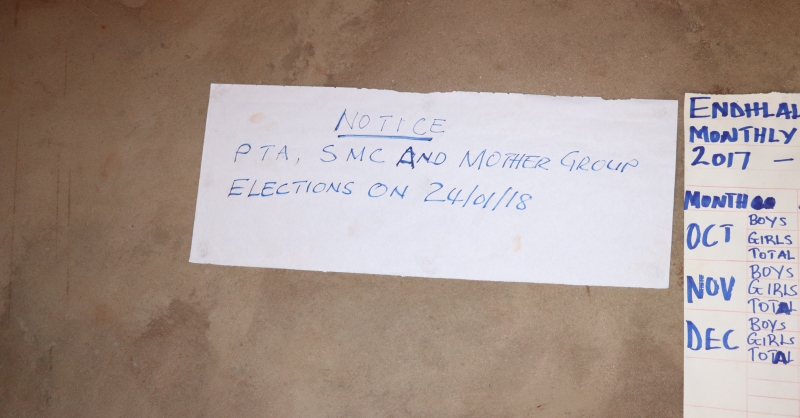 NOTICE
PTA, SMC AND MOTHER GROUP
ELECTIONS ON 24/01/18
ENDHLAL
MONTHLY
2017 -
MONTH
OCT
BOYS
GIRLS
TOTAL
NOV
BOYS
GIRLS
TOTAL
DEC
BOYS
GIRLS
TOTAL